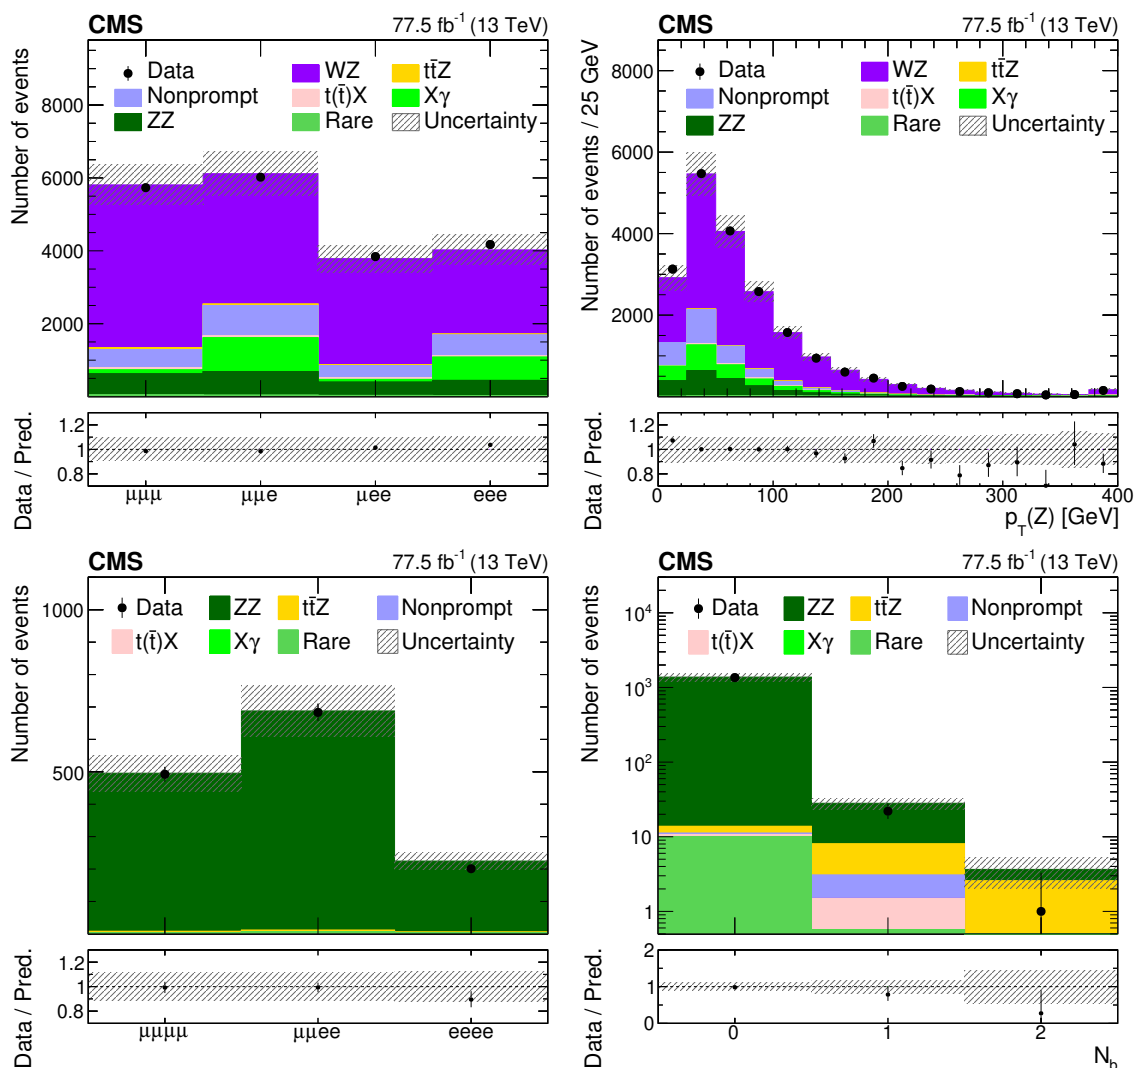 CMS 77.5 fb⁻¹ (13 TeV)
Number of events
Data WZ tt̄Z
Nonprompt t(t̄)X Xγ
ZZ Rare Uncertainty
8000
6000
4000
2000
Data / Pred.
1.2
1
0.8
μμμ μμe μee eee
CMS 77.5 fb⁻¹ (13 TeV)
Number of events / 25 GeV
Data WZ tt̄Z
Nonprompt t(t̄)X Xγ
ZZ Rare Uncertainty
8000
6000
4000
2000
Data / Pred.
1.2
1
0.8
0 100 200 300 400
p_T(Z) [GeV]
CMS 77.5 fb⁻¹ (13 TeV)
Number of events
Data ZZ tt̄Z Nonprompt
t(t̄)X Xγ Rare Uncertainty
1000
500
Data / Pred.
1.2
1
0.8
μμμμ μμee eeee
CMS 77.5 fb⁻¹ (13 TeV)
Number of events
Data ZZ tt̄Z Nonprompt
t(t̄)X Xγ Rare Uncertainty
10⁴
10³
10²
10
1
Data / Pred.
2
1
0
0 1 2
N_b